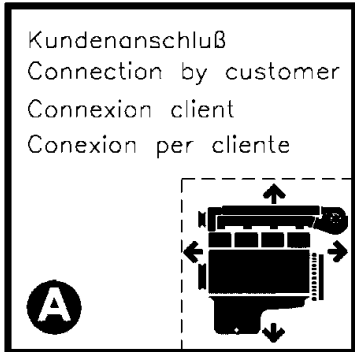 Kundenanschluß
Connection by customer
Connexion client
Conexion per cliente
A